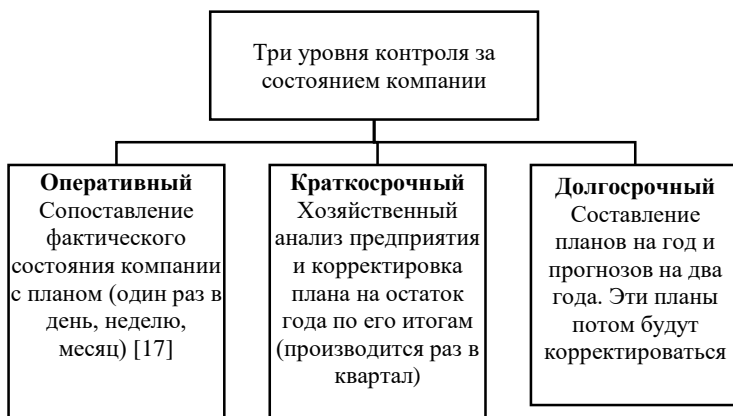 Три уровня контроля за
состоянием компании
Оперативный
Сопоставление
фактического
состояния компании
с планом (один раз в
день, неделю,
месяц) [17]
Краткосрочный
Хозяйственный
анализ предприятия
и корректировка
плана на остаток
года по его итогам
(производится раз в
квартал)
Долгосрочный
Составление
планов на год и
прогнозов на два
года. Эти планы
потом будут
корректироваться